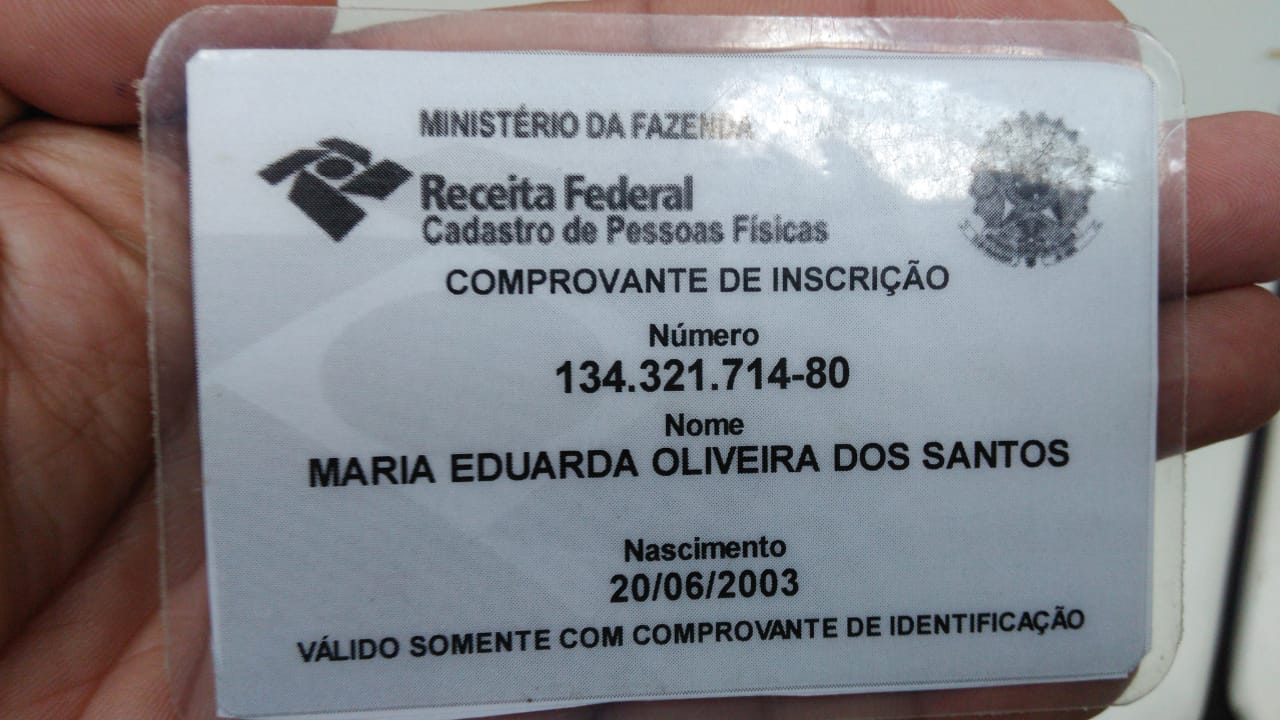 MINISTÉRIO DA FAZENDA
Receita Federal
Cadastro de Pessoas Físicas
COMPROVANTE DE INSCRIÇÃO
Número
134.321.714-80
Nome
MARIA EDUARDA OLIVEIRA DOS SANTOS
Nascimento
20/06/2003
VÁLIDO SOMENTE COM COMPROVANTE DE IDENTIFICAÇÃO